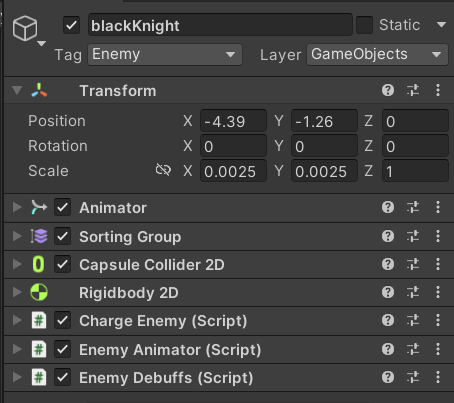 blackKnight Static
Tag Enemy Layer GameObjects
Transform
Position X -4.39 Y -1.26 Z 0
Rotation X 0 Y 0 Z 0
Scale X 0.0025 Y 0.0025 Z 1
Animator
Sorting Group
Capsule Collider 2D
Rigidbody 2D
# Charge Enemy (Script)
# Enemy Animator (Script)
# Enemy Debuffs (Script)